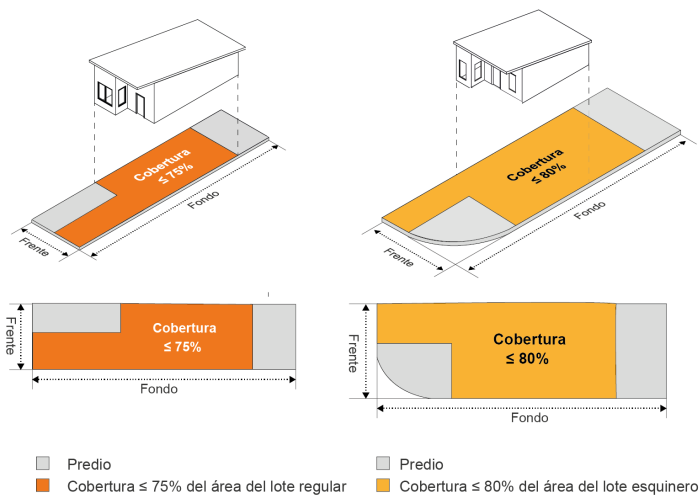 Cobertura
≤ 75%
Fondo
Frente
Cobertura
≤ 80%
Fondo
Frente
Cobertura
≤ 75%
Frente
Fondo
Cobertura
≤ 80%
Frente
Fondo
Predio
Cobertura ≤ 75% del área del lote regular
Predio
Cobertura ≤ 80% del área del lote esquinero